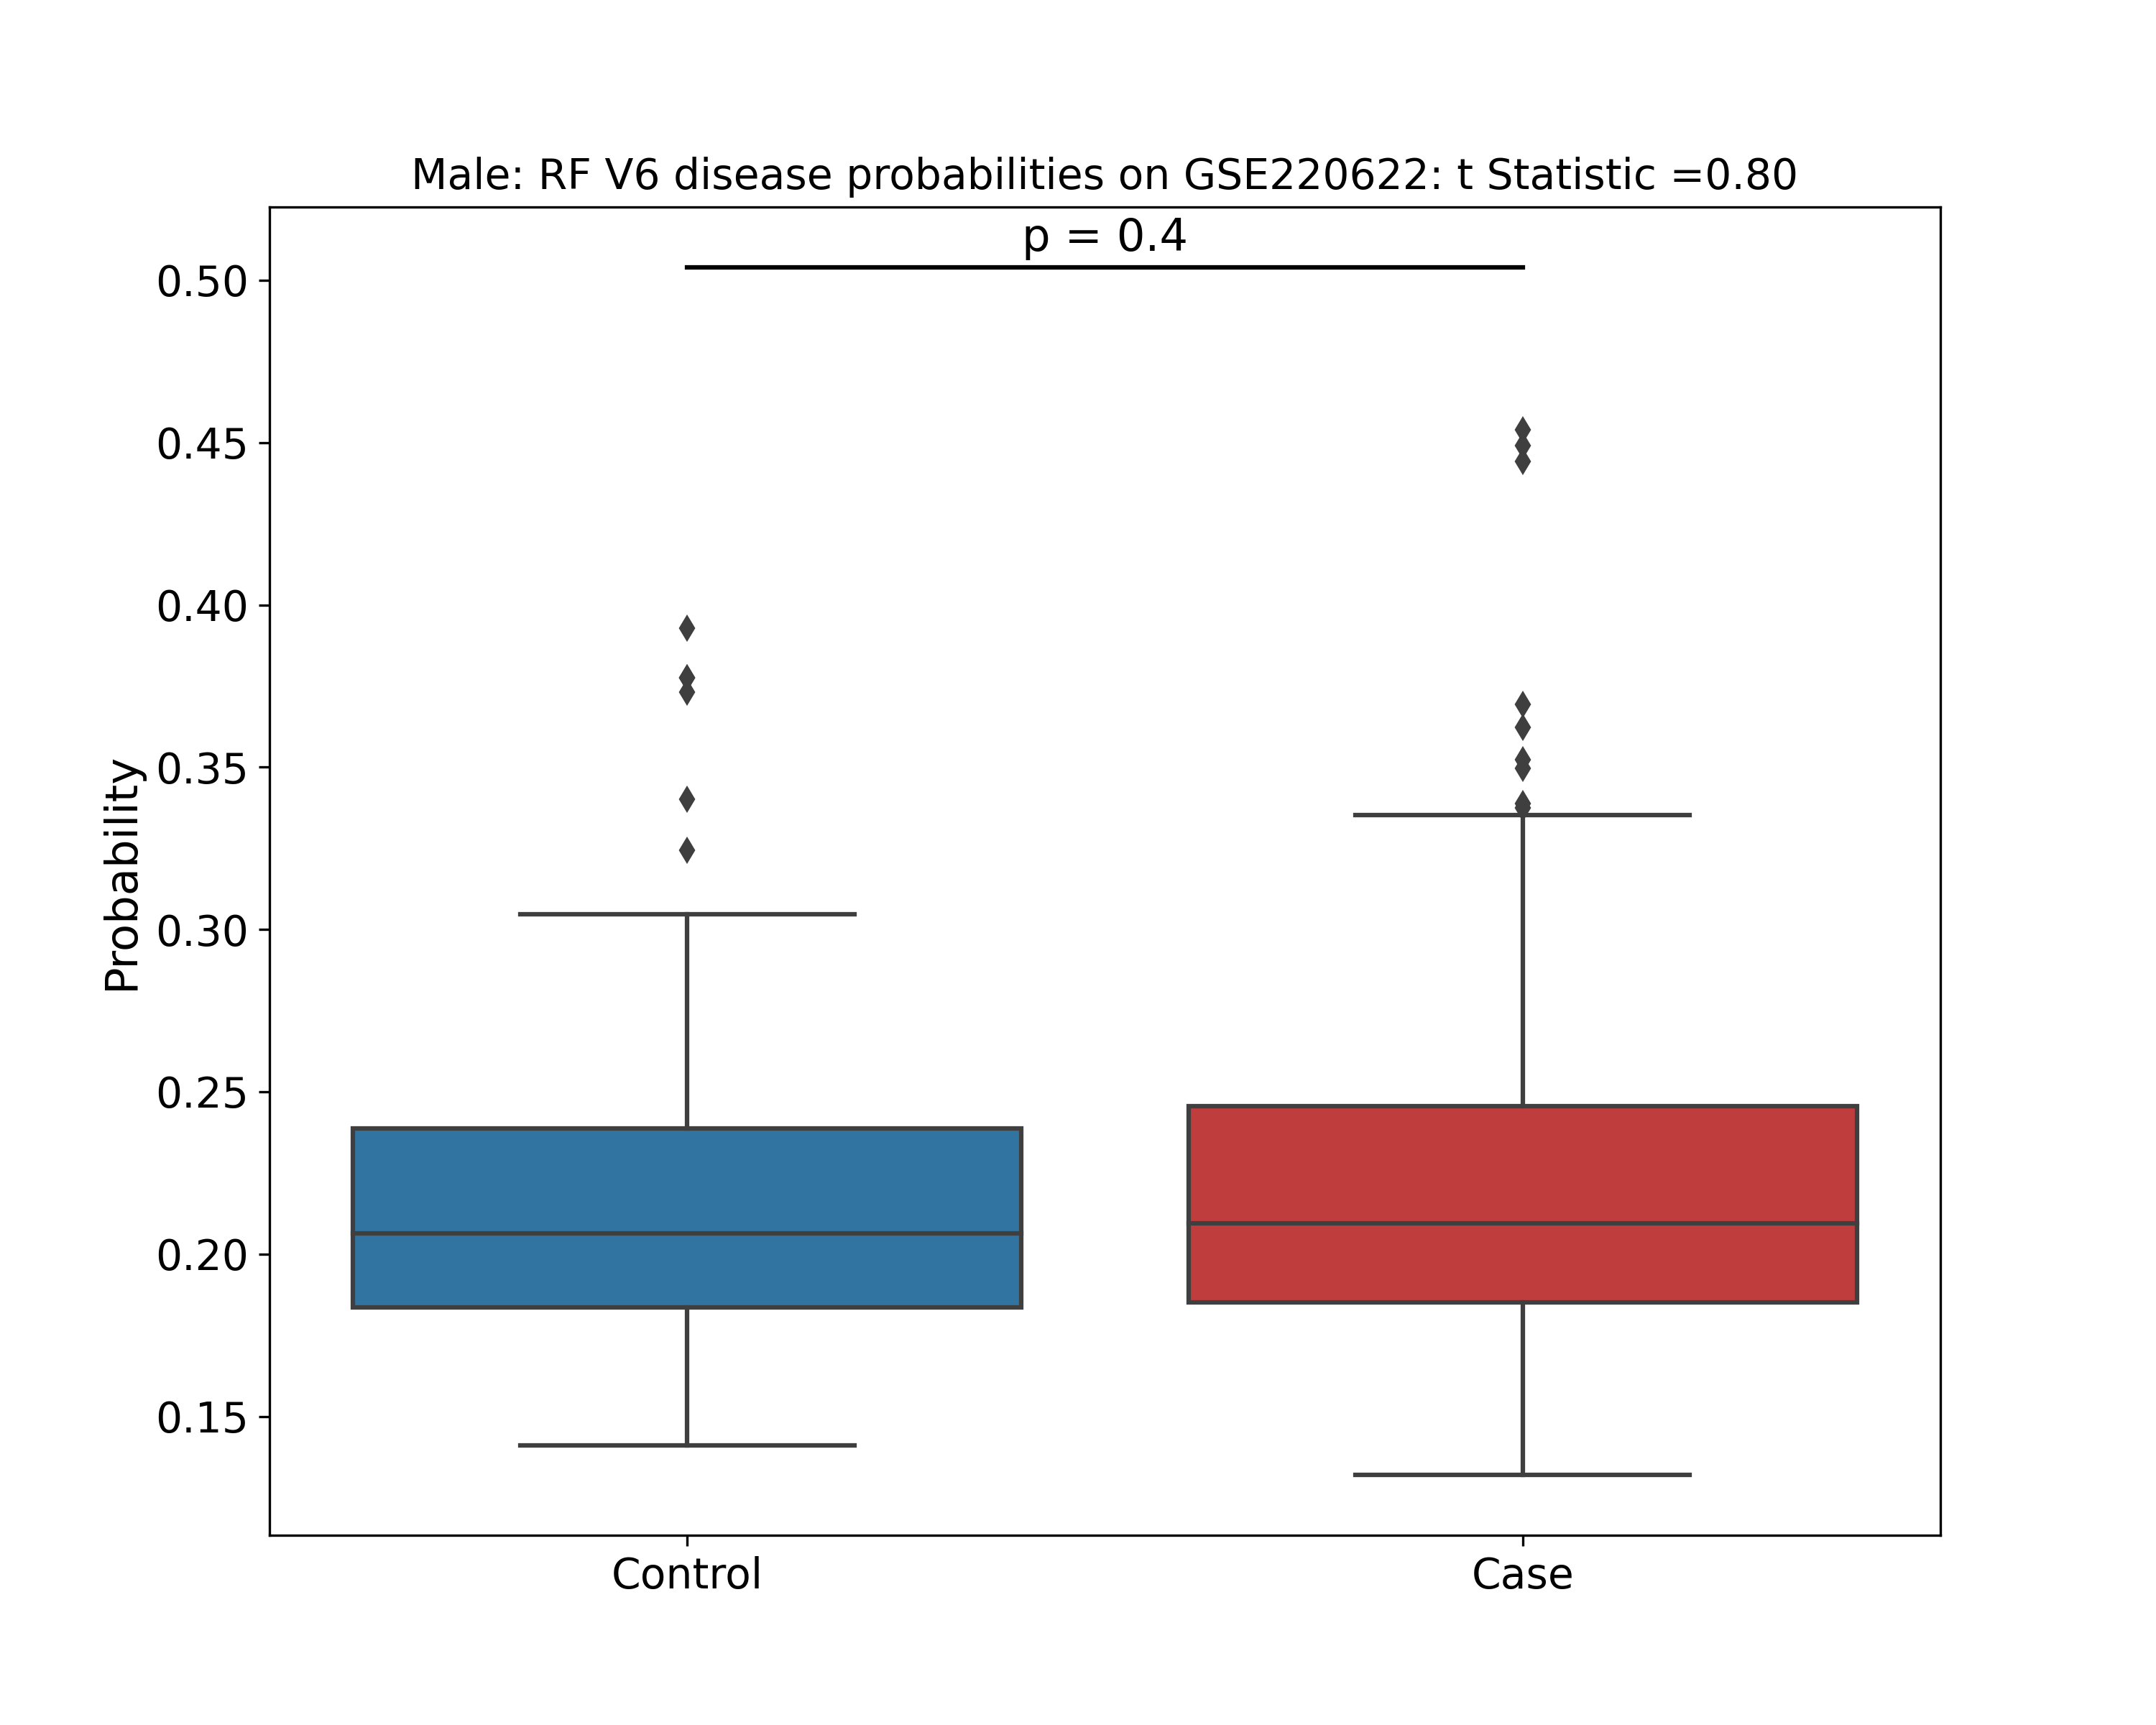 Male: RF V6 disease probabilities on GSE220622: t Statistic =0.80
p = 0.4
0.50
0.45
0.40
0.35
0.30
0.25
0.20
0.15
Probability
Control
Case